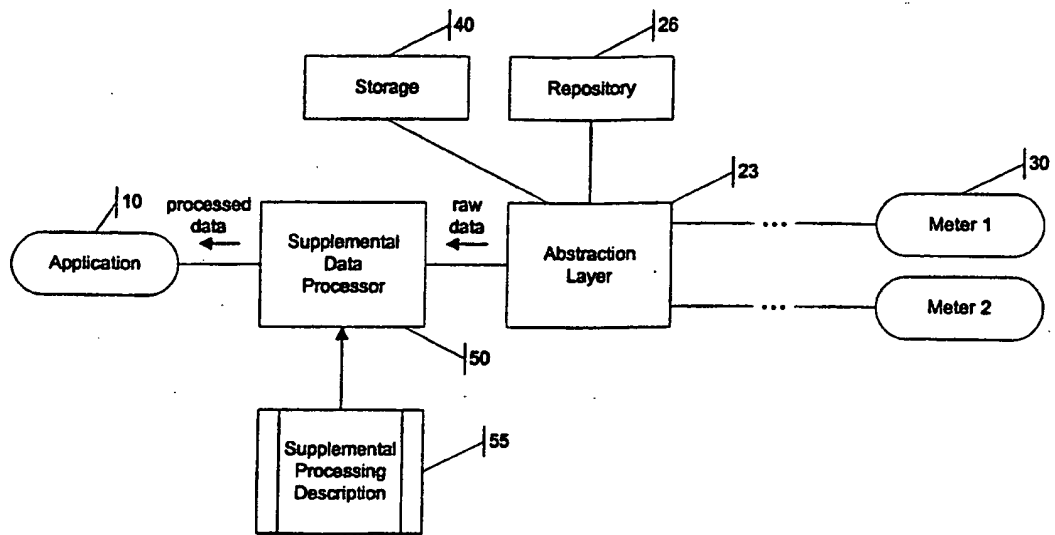 40
26
Storage
Repository
23
30
10
processed
data
raw
data
Meter 1
Application
Supplemental
Data
Processor
Abstraction
Layer
Meter 2
50
55
Supplemental
Processing
Description